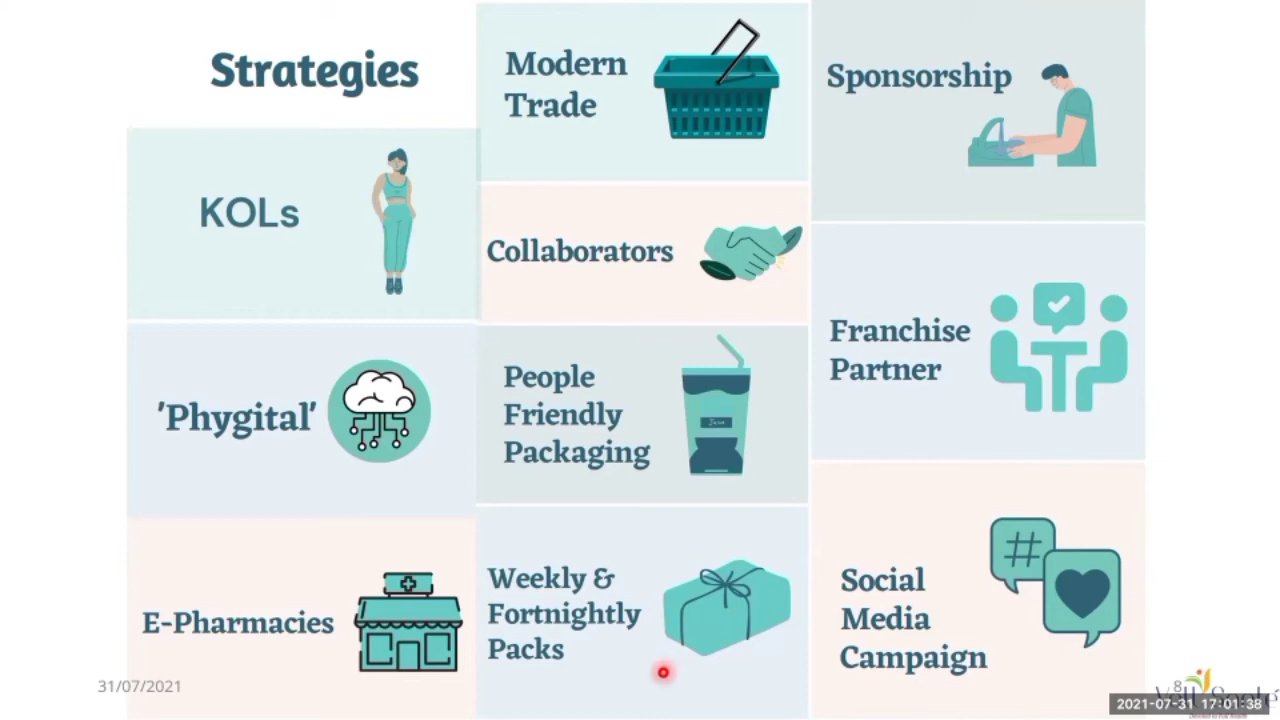 Strategies
KOLs
'Phygital'
E-Pharmacies
Modern
Trade
Collaborators
People
Friendly
Packaging
Weekly &
Fortnightly
Packs
Sponsorship
Franchise
Partner
#
Social
Media
Campaign
31/07/2021
8
2021-07-31 17:01:38